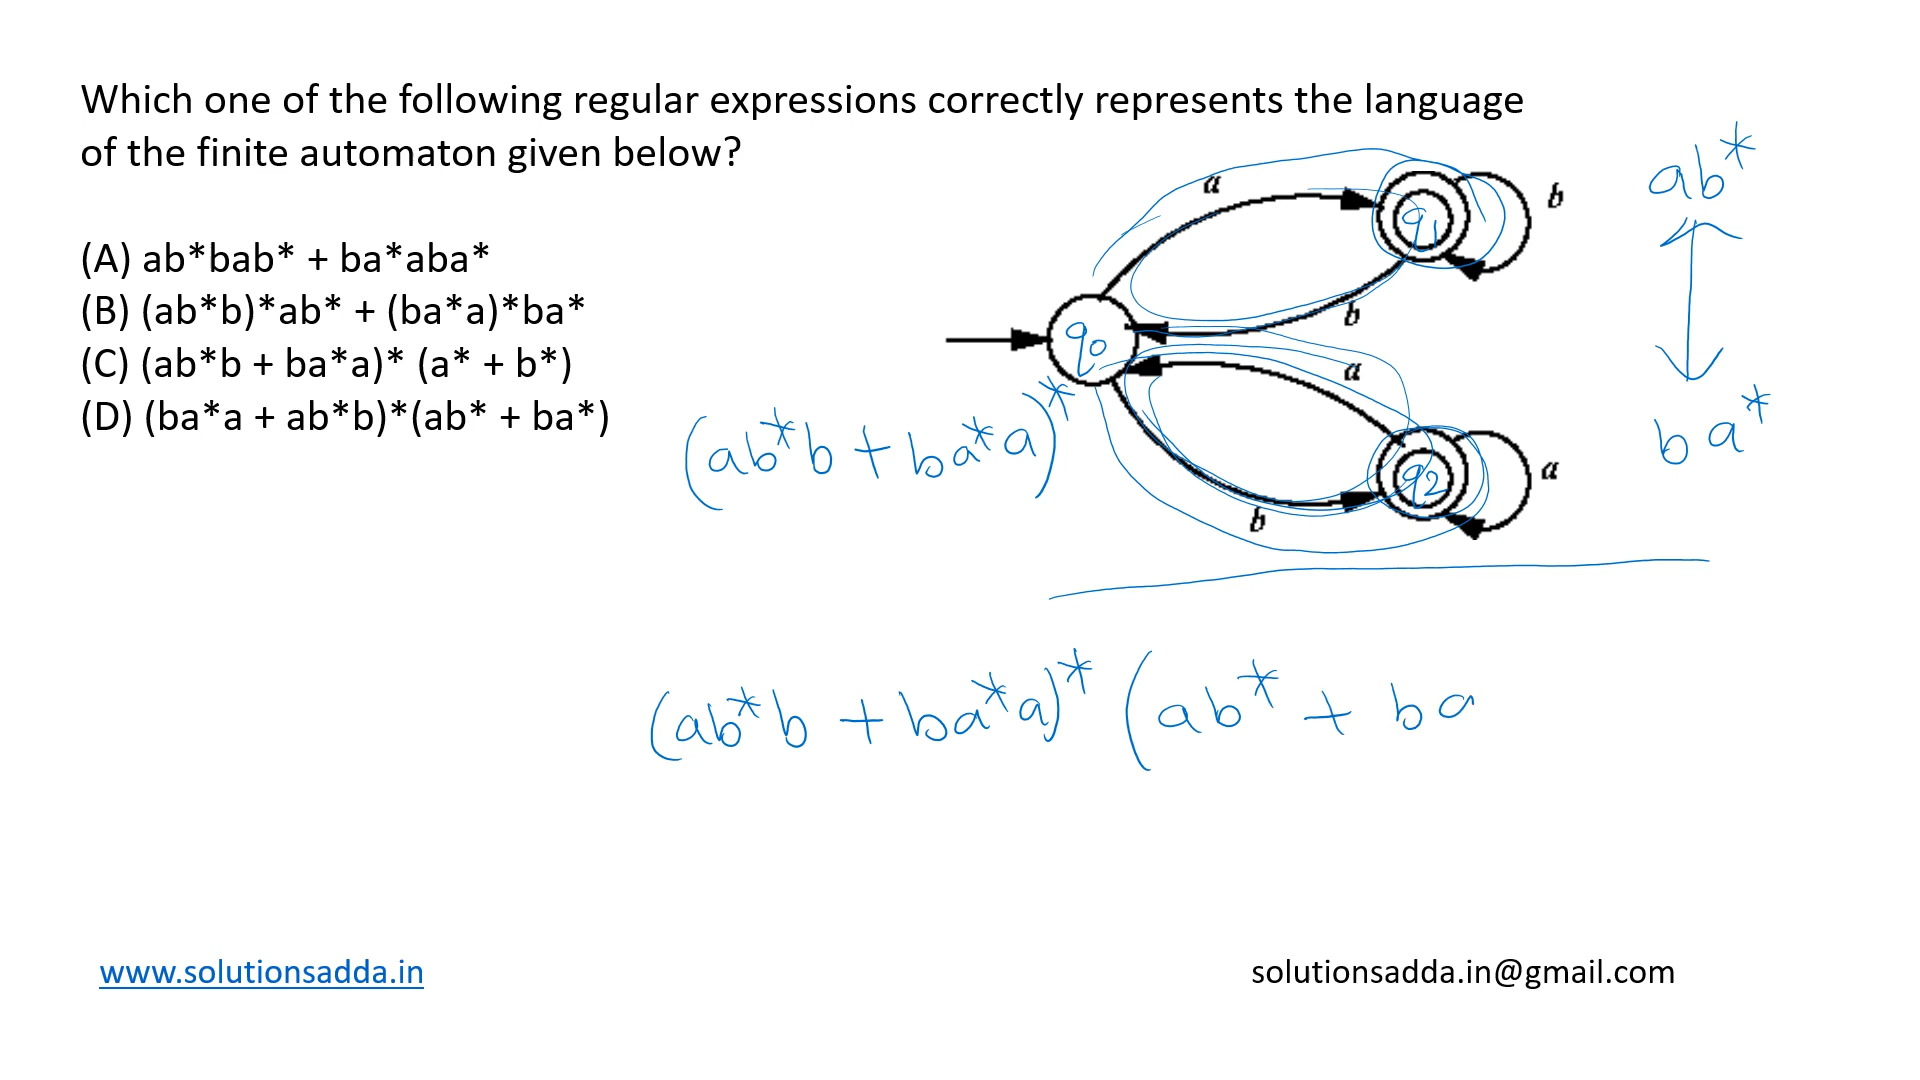 Which one of the following regular expressions correctly represents the language
of the finite automaton given below?
(A) ab*bab* + ba*aba*
(B) (ab*b)*ab* + (ba*a)*ba*
(C) (ab*b + ba*a)* (a* + b*)
(D) (ba*a + ab*b)*(ab* + ba*)
a
q1
b
ab*
b
q0
a
ba*
(ab*b + ba*a)*
q2
a
b
(ab*b + ba*a)* (ab* + ba
www.solutionsadda.in
solutionsadda.in@gmail.com